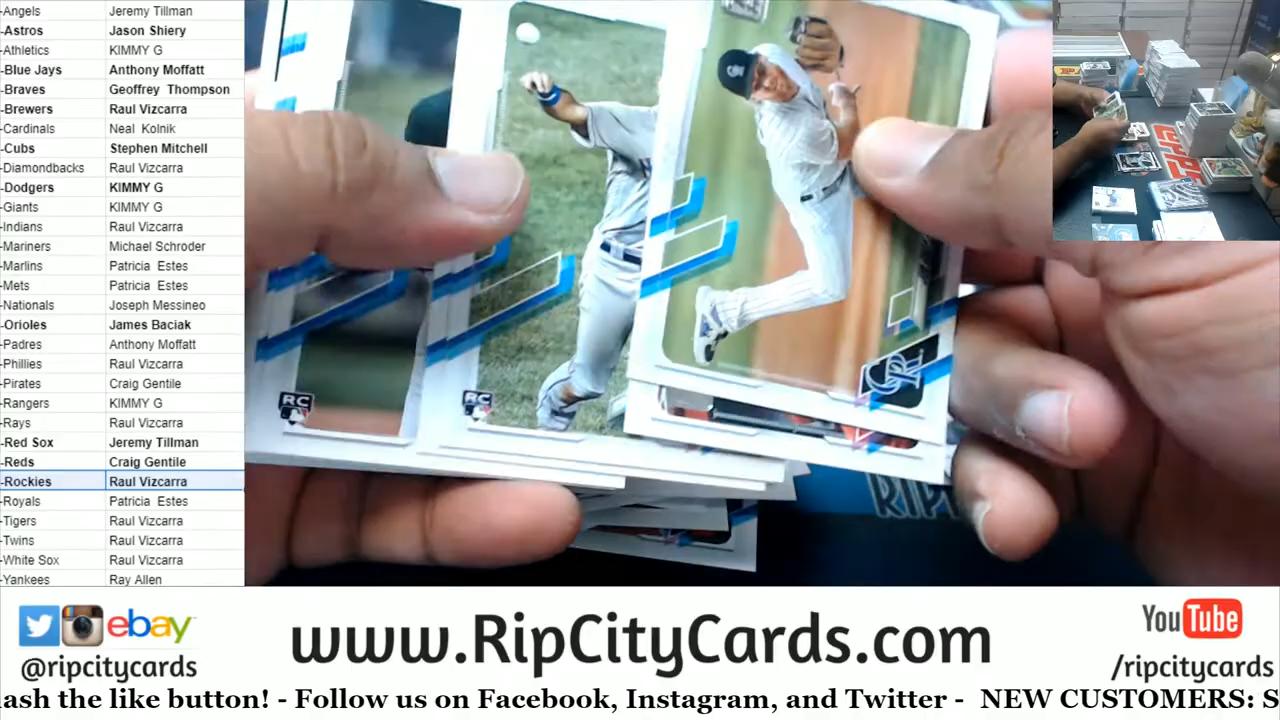 -Angels Jeremy Tillman
-Astros Jason Shiery
-Athletics KIMMY G
-Blue Jays Anthony Moffatt
-Braves Geoffrey Thompson
-Brewers Raul Vizcarra
-Cardinals Neal Kolnik
-Cubs Stephen Mitchell
-Diamondbacks Raul Vizcarra
-Dodgers KIMMY G
-Giants KIMMY G
-Indians Raul Vizcarra
-Mariners Michael Schroder
-Marlins Patricia Estes
-Mets Patricia Estes
-Nationals Joseph Messineo
-Orioles James Baciak
-Padres Anthony Moffatt
-Phillies Raul Vizcarra
-Pirates Craig Gentile
-Rangers KIMMY G
-Rays Raul Vizcarra
-Red Sox Jeremy Tillman
-Reds Craig Gentile
-Rockies Raul Vizcarra
-Royals Patricia Estes
-Tigers Raul Vizcarra
-Twins Raul Vizcarra
-White Sox Raul Vizcarra
-Yankees Ray Allen
RC
RC
CR
RIP
TOPPS
ebay
@ripcitycards
www.RipCityCards.com
YouTube
/ripcitycards
ash the like button! - Follow us on Facebook, Instagram, and Twitter - NEW CUSTOMERS: S